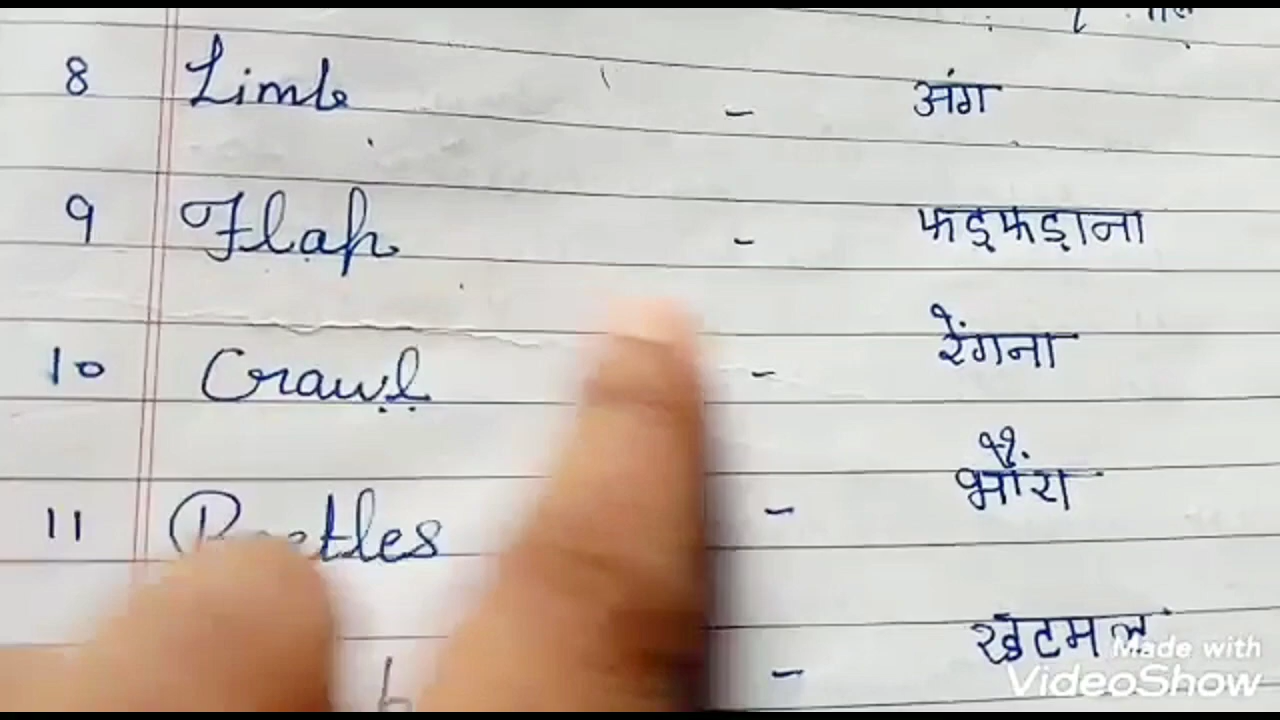 8 Limb - अंग
9 Flap - फड़फड़ाना
10 Crawl - रेंगना
11 - भौंरा
- खटमल
Made with
VideoShow